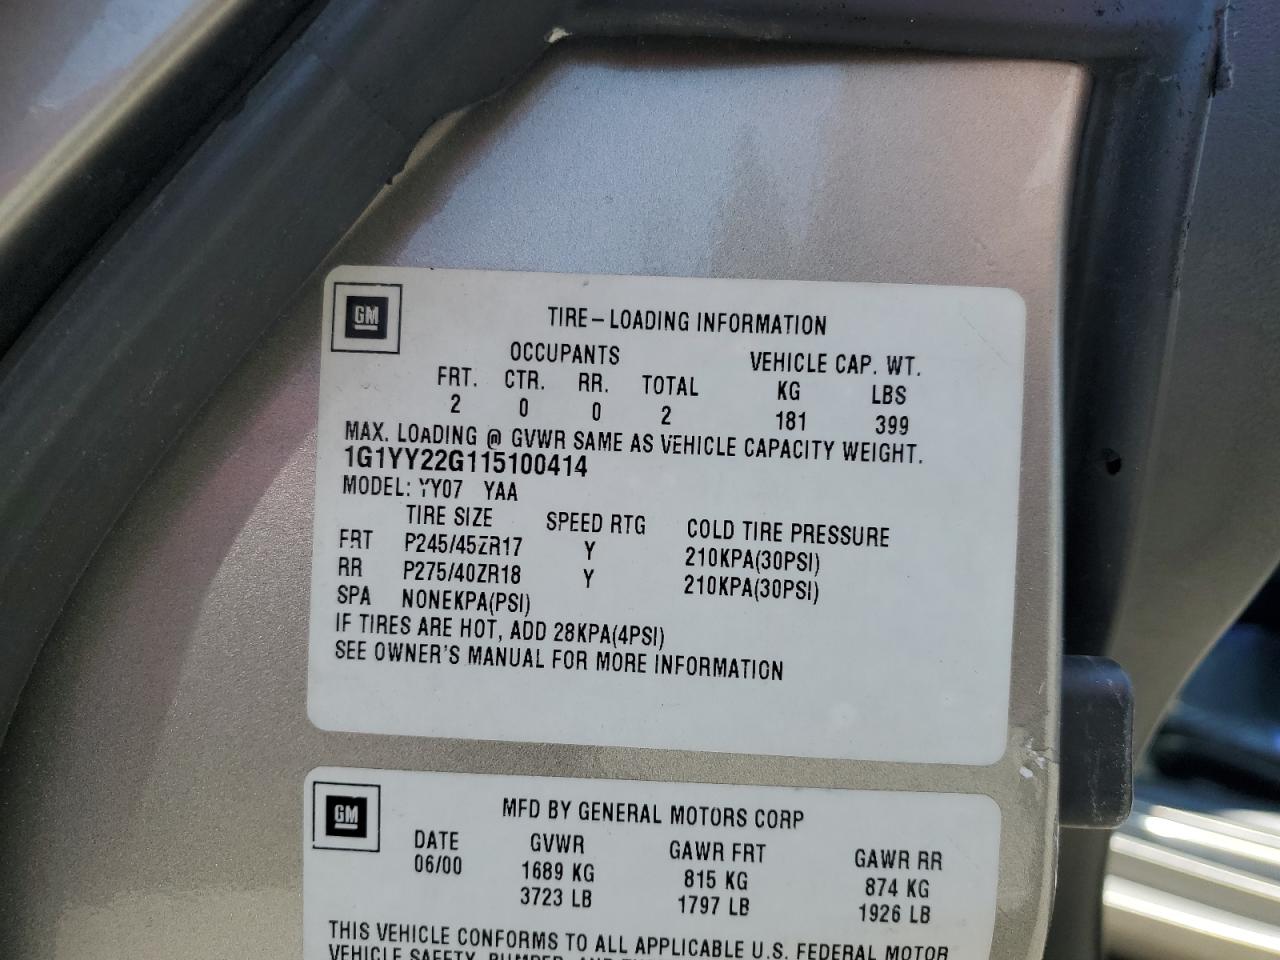 GM
TIRE-LOADING INFORMATION
OCCUPANTS VEHICLE CAP. WT.
FRT. CTR. RR. TOTAL KG LBS
2 0 0 2 181 399
MAX. LOADING @ GVWR SAME AS VEHICLE CAPACITY WEIGHT.
1G1YY22G115100414
MODEL: YY07 YAA
TIRE SIZE SPEED RTG COLD TIRE PRESSURE
FRT P245/45ZR17 Y 210KPA(30PSI)
RR P275/40ZR18 Y 210KPA(30PSI)
SPA NONEKPA(PSI)
IF TIRES ARE HOT, ADD 28KPA(4PSI)
SEE OWNER'S MANUAL FOR MORE INFORMATION
GM
MFD BY GENERAL MOTORS CORP
DATE GVWR GAWR FRT GAWR RR
06/00 1689 KG 815 KG 874 KG
3723 LB 1797 LB 1926 LB
THIS VEHICLE CONFORMS TO ALL APPLICABLE U.S. FEDERAL MOTOR
VEHICLE SAFETY, BUMPER, AND